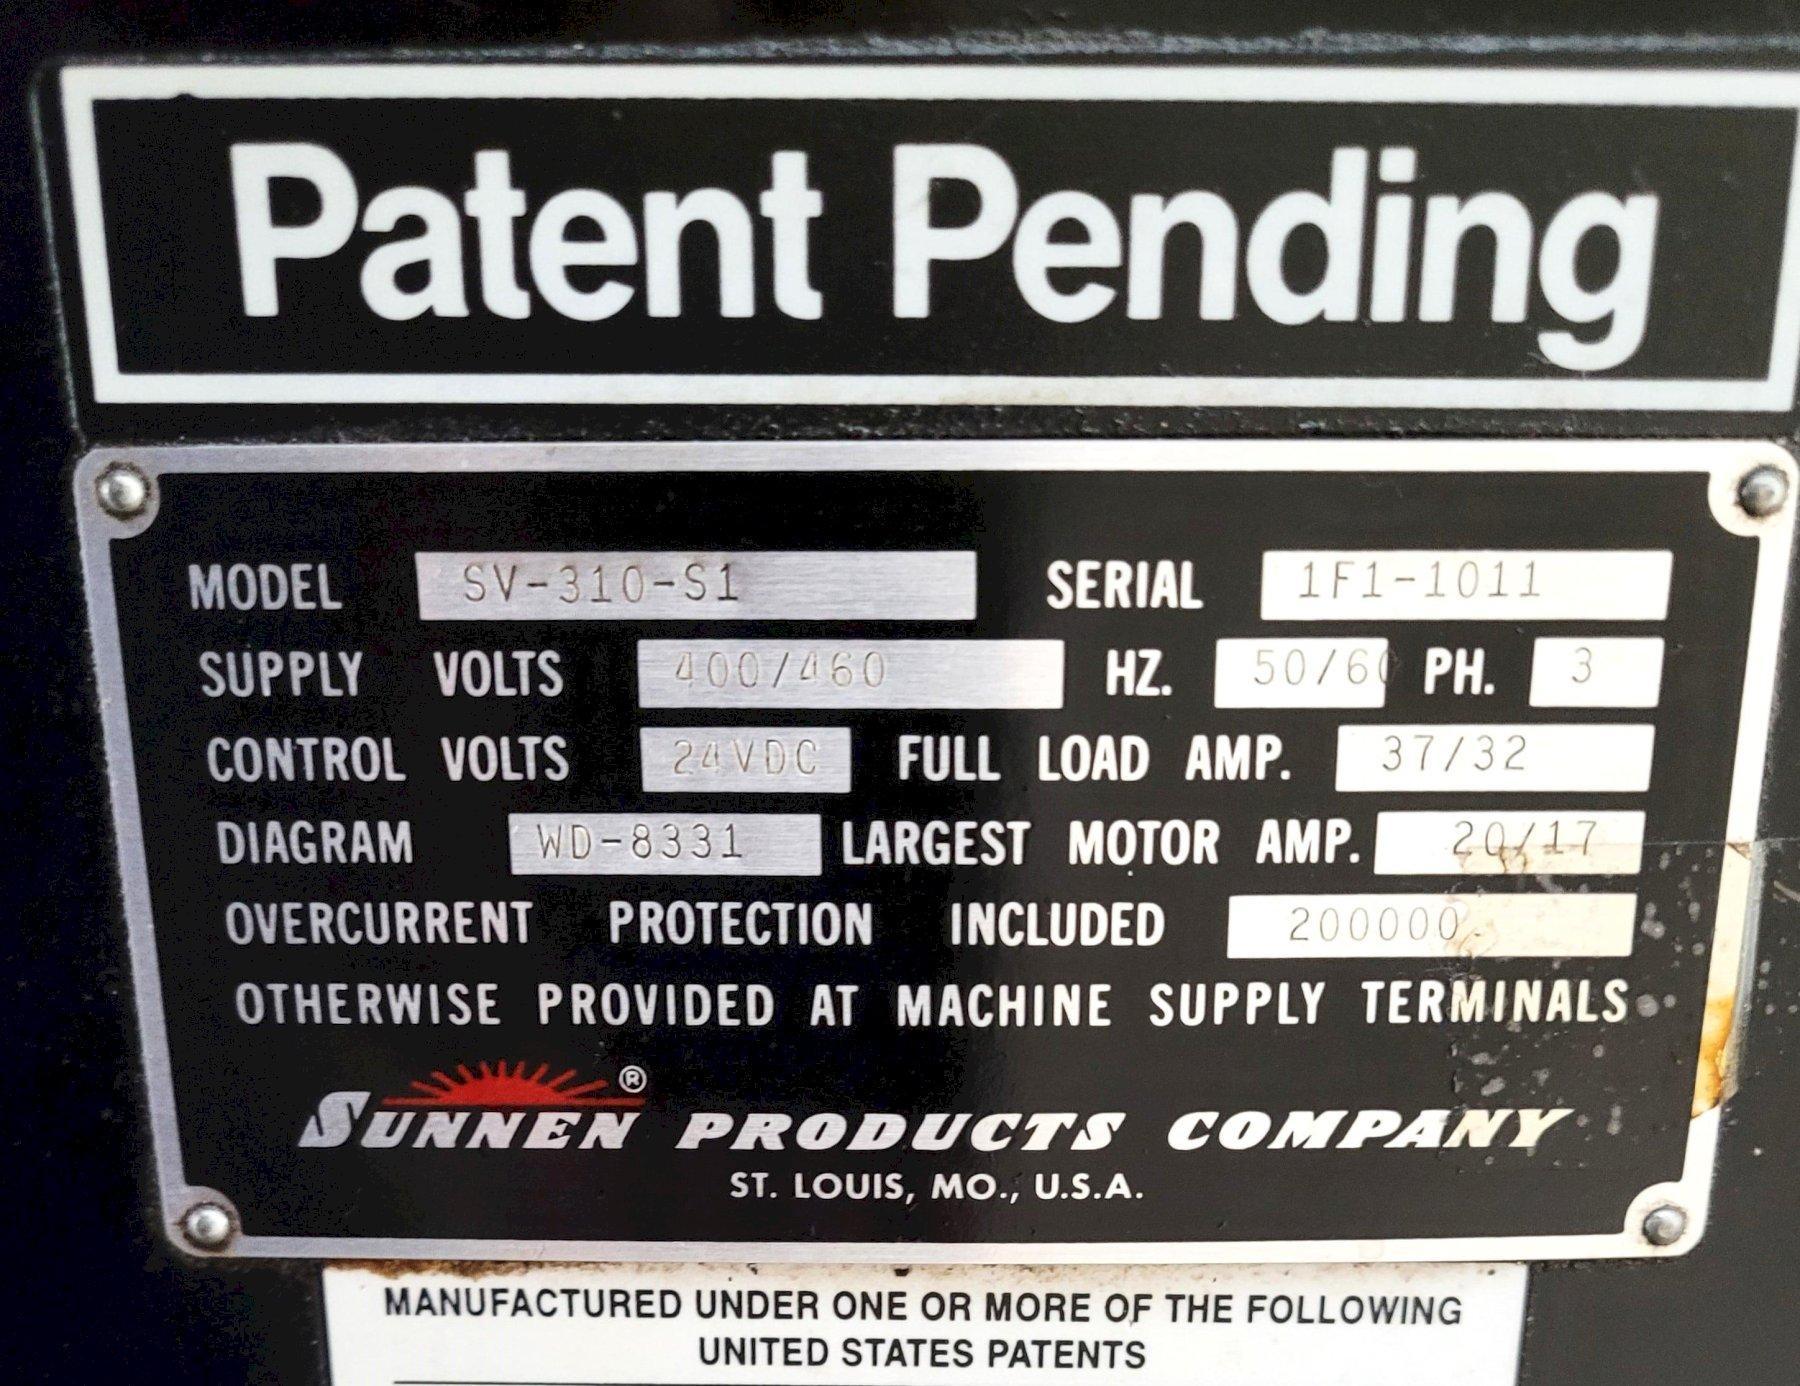 Patent Pending
MODEL SV-310-S1 SERIAL 1F1-1011
SUPPLY VOLTS 400/460 HZ. 50/60 PH. 3
CONTROL VOLTS 24VDC FULL LOAD AMP. 37/32
DIAGRAM WD-8331 LARGEST MOTOR AMP. 20/17
OVERCURRENT PROTECTION INCLUDED 200000
OTHERWISE PROVIDED AT MACHINE SUPPLY TERMINALS
SUNNEN® PRODUCTS COMPANY
ST. LOUIS, MO., U.S.A.
MANUFACTURED UNDER ONE OR MORE OF THE FOLLOWING
UNITED STATES PATENTS